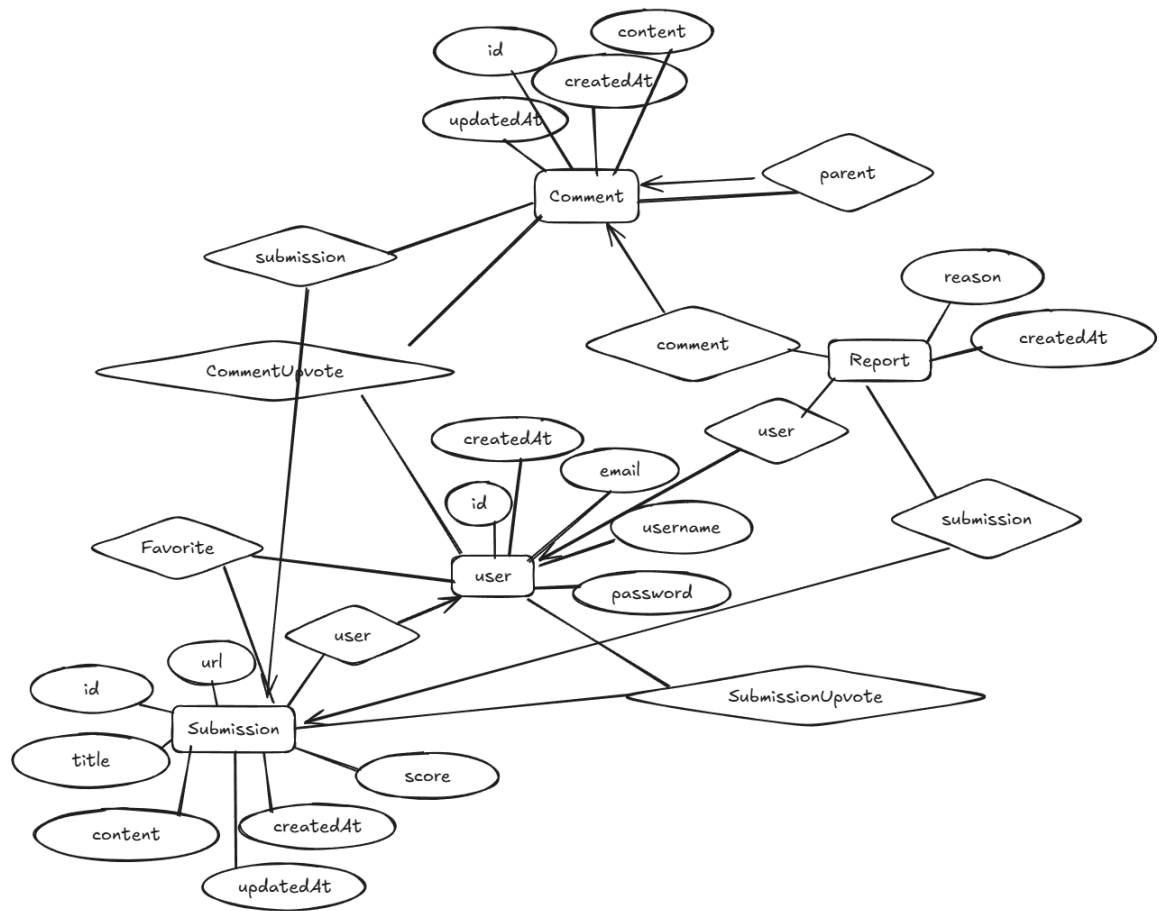 content
id
createdAt
updatedAt
parent
Comment
submission
reason
createdAt
comment
Report
CommentUpvote
user
createdAt
email
id
username
submission
Favorite
user
password
user
url
id
SubmissionUpvote
Submission
title
score
createdAt
content
updatedAt